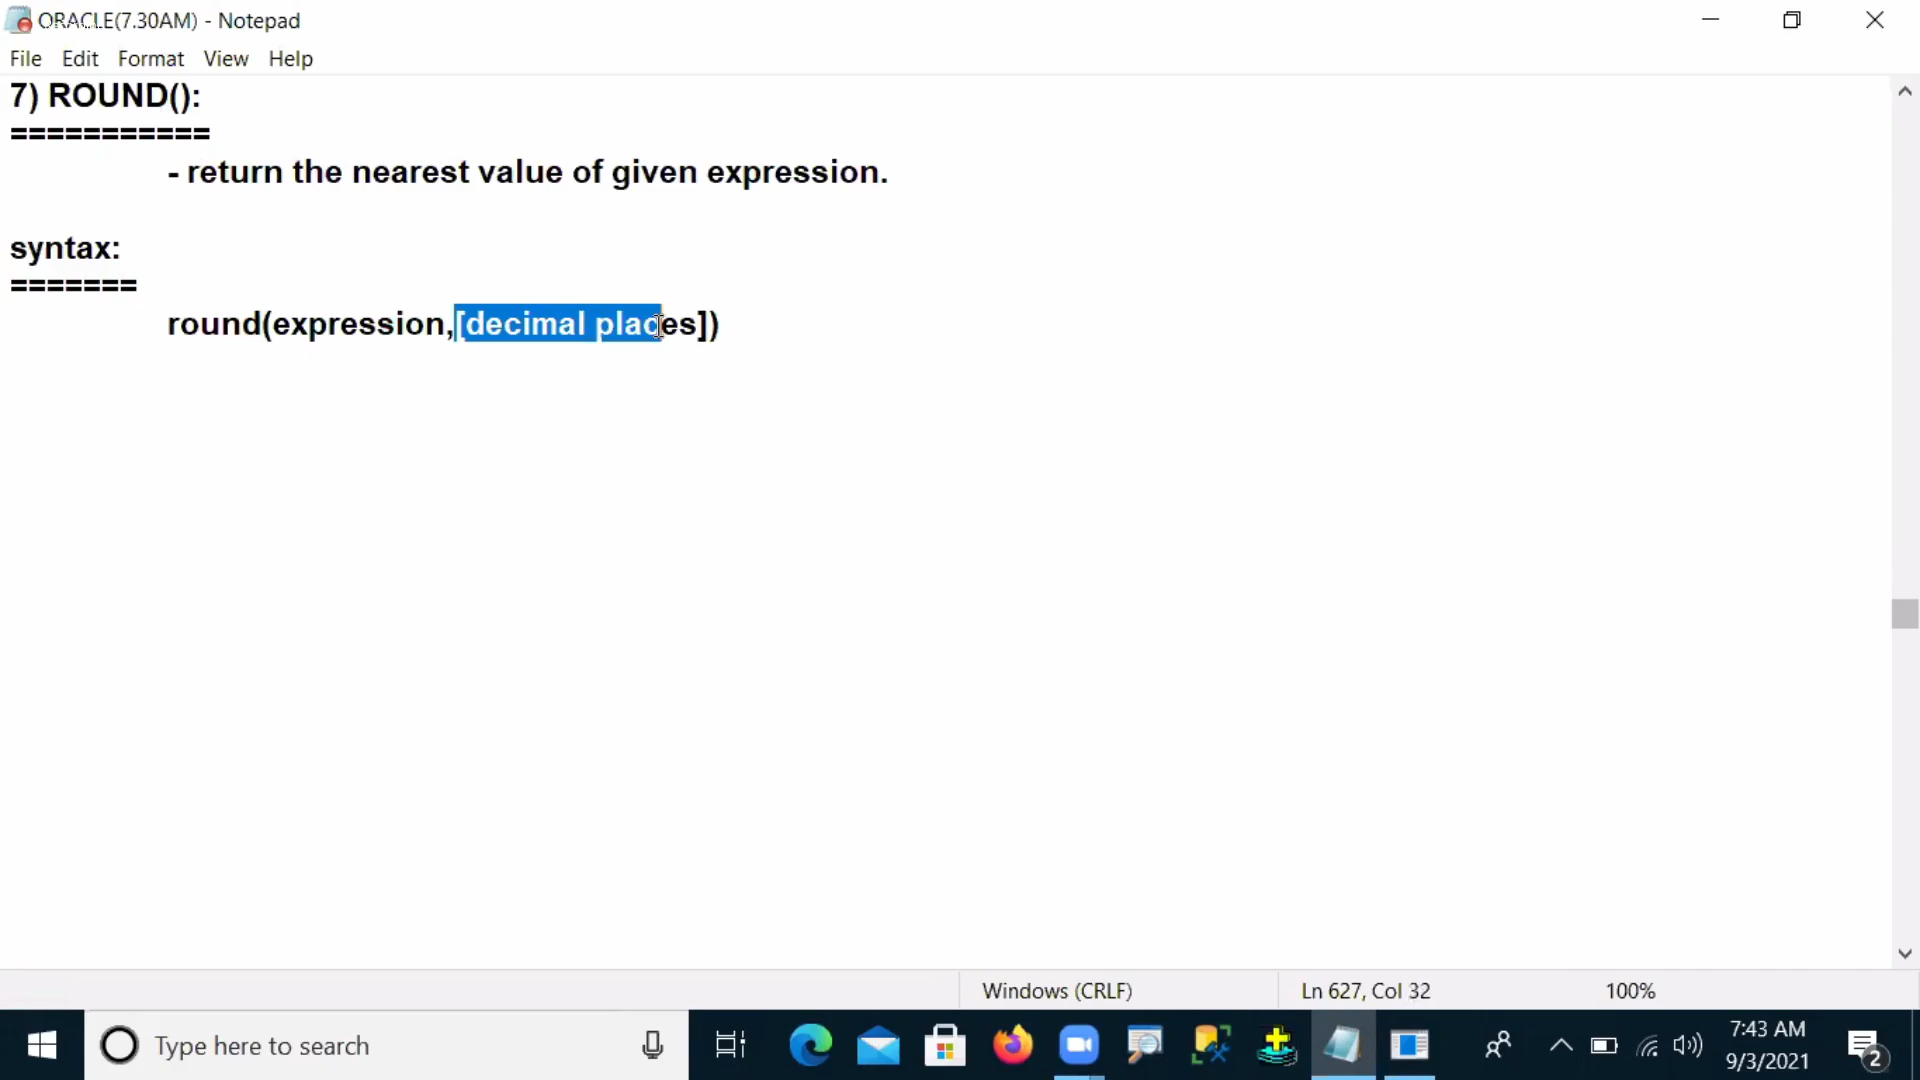 ORACLE(7.30AM) - Notepad
File Edit Format View Help
7) ROUND():
===========
- return the nearest value of given expression.
syntax:
=======
round(expression,[decimal places])
Windows (CRLF) Ln 627, Col 32 100%
Type here to search
7:43 AM
9/3/2021
2